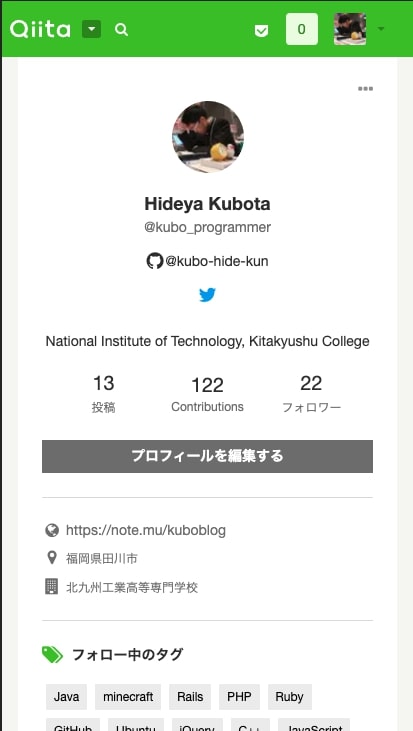 Qiita
0
Hideya Kubota
@kubo_programmer
@kubo-hide-kun
National Institute of Technology, Kitakyushu College
13 122 22
投稿 Contributions フォロワー
プロフィールを編集する
https://note.mu/kuboblog
福岡県田川市
北九州工業高等専門学校
フォロー中のタグ
Java minecraft Rails PHP Ruby
GitHub Ubuntu jQuery C++ JavaScript